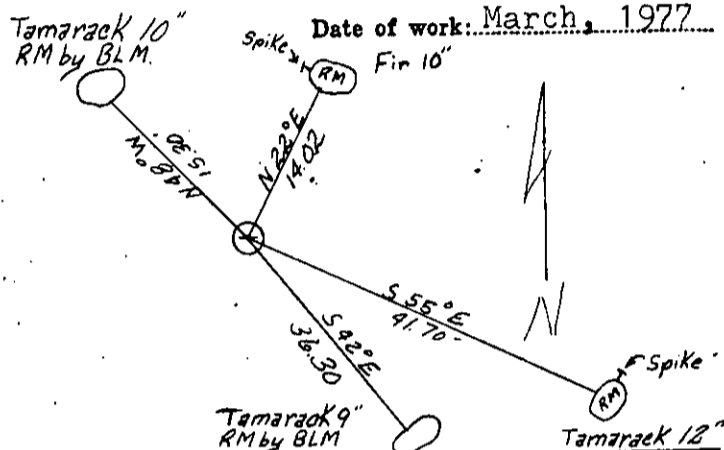 Date of work: March, 1977
Tamarack 10"
RM by BLM.
Spike
RM
Fir 10"
N 22° E
14.02
N48°W
15.30
S 55° E
41.70
S 42° E
36.30
N
Spike
RM
Tamarack 9"
RM by BLM
Tamarack 12"